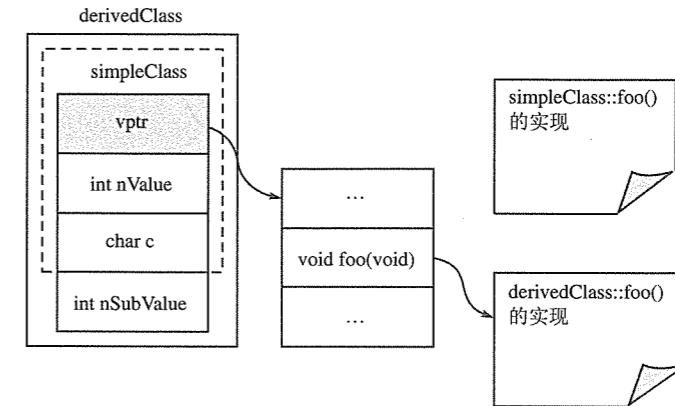 derivedClass
simpleClass
vptr
int nValue
char c
int nSubValue
…
void foo(void)
…
simpleClass::foo()
的实现
derivedClass::foo()
的实现